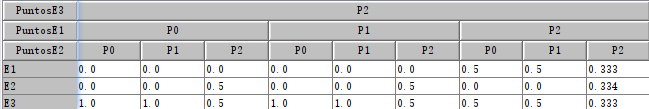 PuntosE3 P2
PuntosE1 P0 P1 P2
PuntosE2 P0 P1 P2 P0 P1 P2 P0 P1 P2
E1 0.0 0.0 0.0 0.0 0.0 0.0 0.5 0.5 0.333
E2 0.0 0.0 0.5 0.0 0.0 0.5 0.0 0.0 0.334
E3 1.0 1.0 0.5 1.0 1.0 0.5 0.5 0.5 0.333